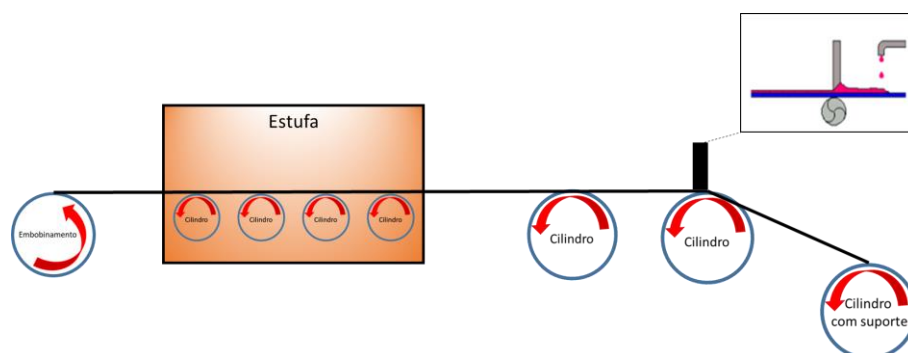 Estufa
Embobinamento
Cilindro
Cilindro
Cilindro
Cilindro
Cilindro
Cilindro
Cilindro
com suporte